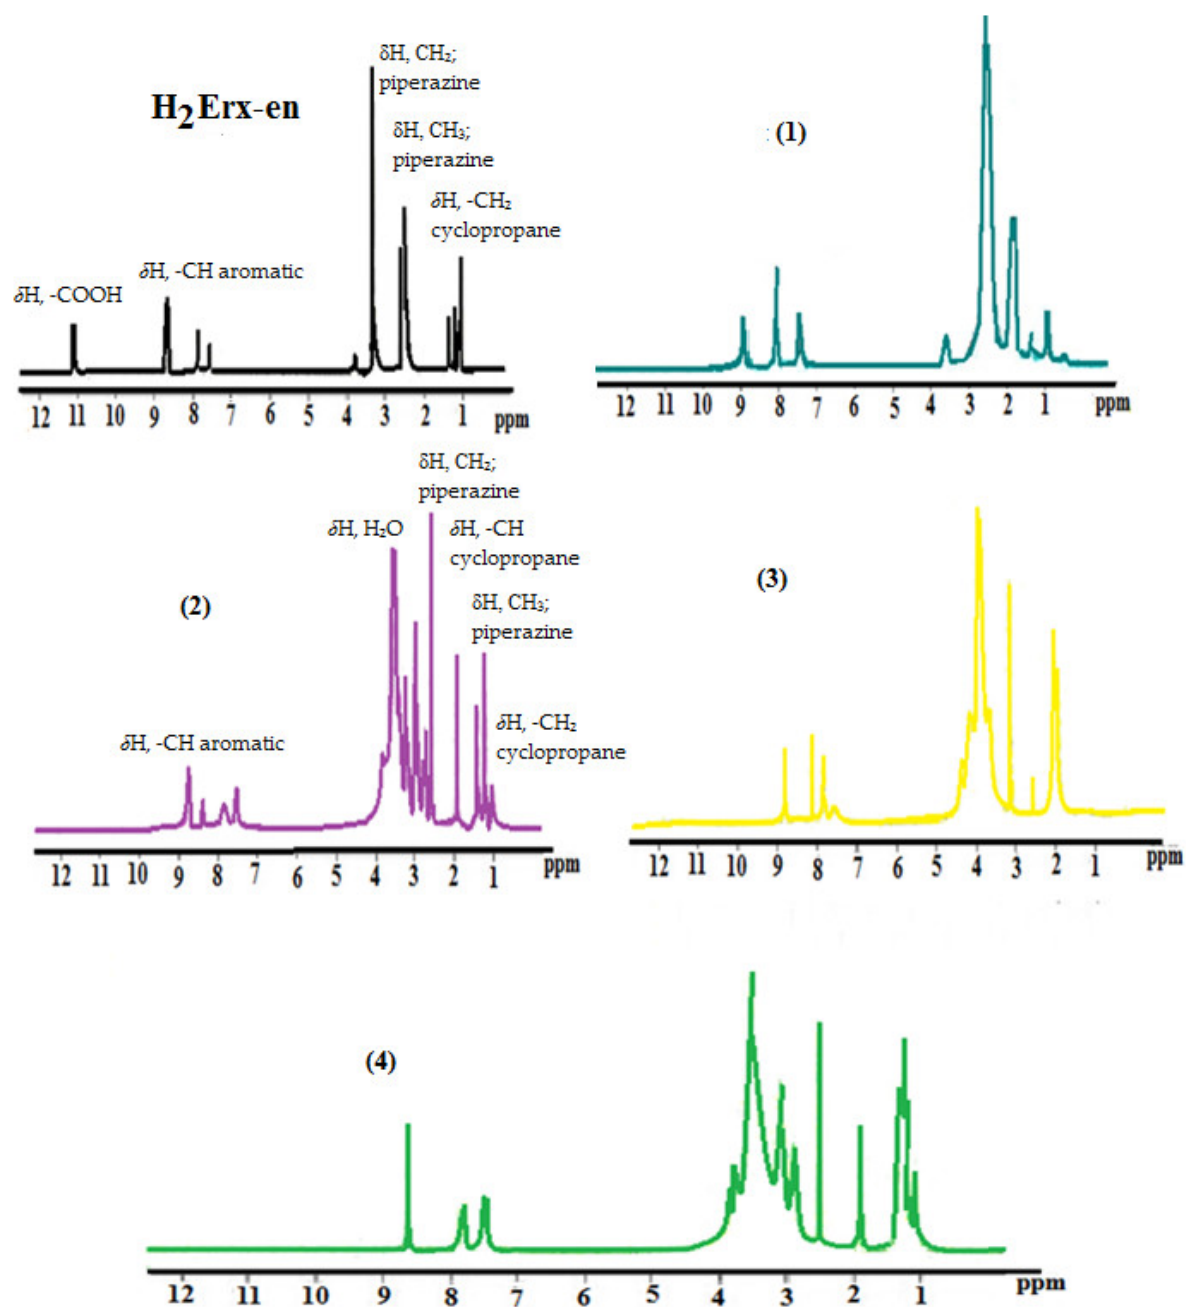 H₂Erx-en
δH, CH₂;
piperazine
δH, CH₃;
piperazine
δH, -CH₂
cyclopropane
δH, -CH aromatic
δH, -COOH
12 11 10 9 8 7 6 5 4 3 2 1 ppm
(1)
12 11 10 9 8 7 6 5 4 3 2 1 ppm
(2)
δH, CH₂;
piperazine
δH, H₂O
δH, -CH
cyclopropane
δH, CH₃;
piperazine
δH, -CH₂
cyclopropane
δH, -CH aromatic
12 11 10 9 8 7 6 5 4 3 2 1 ppm
(3)
12 11 10 9 8 7 6 5 4 3 2 1 ppm
(4)
12 11 10 9 8 7 6 5 4 3 2 1 ppm